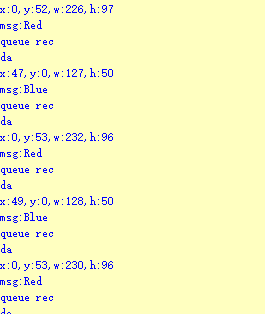 x:0,y:52,w:226,h:97
msg:Red
queue rec
da
x:47,y:0,w:127,h:50
msg:Blue
queue rec
da
x:0,y:53,w:232,h:96
msg:Red
queue rec
da
x:49,y:0,w:128,h:50
msg:Blue
queue rec
da
x:0,y:53,w:230,h:96
msg:Red
queue rec
da